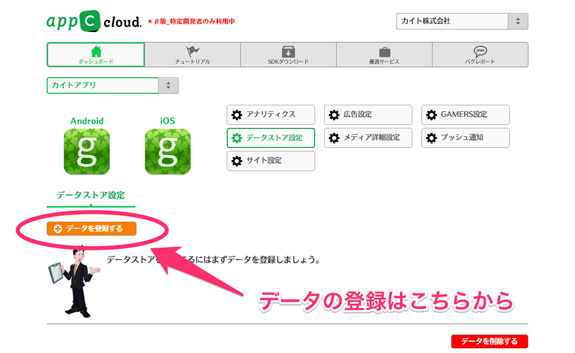 appC cloud.
*β版_特定開発者のみ利用中
カイト株式会社
ダッシュボード
チュートリアル
SDKダウンロード
優遇サービス
バグレポート
カイトアプリ
Android
iOS
g
g
アナリティクス
広告設定
GAMERS設定
データストア設定
メディア詳細設定
プッシュ通知
サイト設定
データストア設定
データを登録する
データストアを するにはまずデータを登録しましょう。
データの登録はこちらから
データを削除する